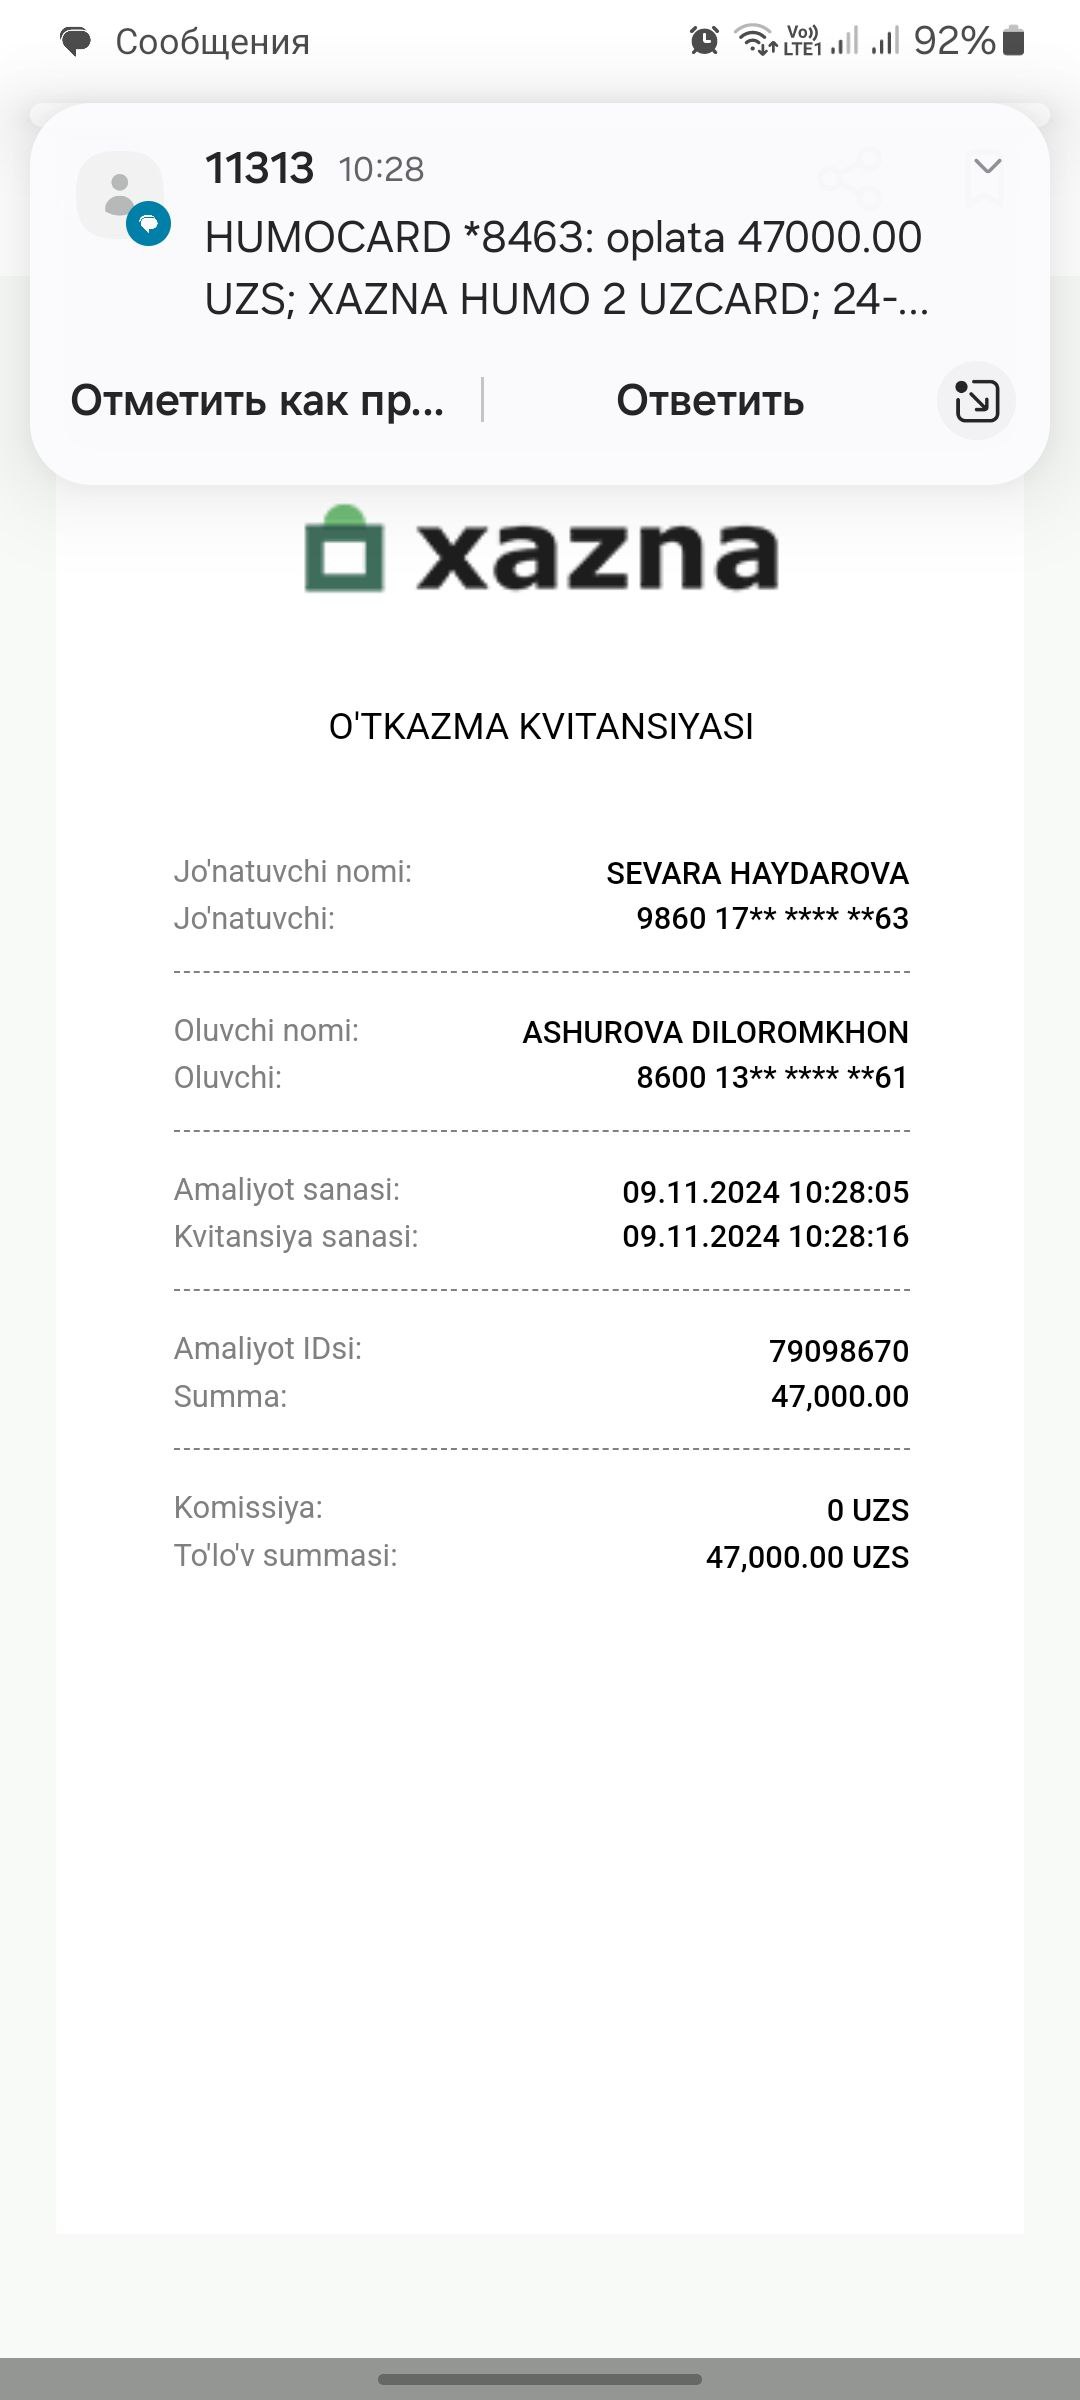 Сообщения Vo)) LTE1 92%
11313 10:28
HUMOCARD *8463: oplata 47000.00
UZS; XAZNA HUMO 2 UZCARD; 24-...
Отметить как пр... Ответить
xazna
O'TKAZMA KVITANSIYASI
Jo'natuvchi nomi: SEVARA HAYDAROVA
Jo'natuvchi: 9860 17** **** **63
Oluvchi nomi: ASHUROVA DILOROMKHON
Oluvchi: 8600 13** **** **61
Amaliyot sanasi: 09.11.2024 10:28:05
Kvitansiya sanasi: 09.11.2024 10:28:16
Amaliyot IDsi: 79098670
Summa: 47,000.00
Komissiya: 0 UZS
To'lo'v summasi: 47,000.00 UZS